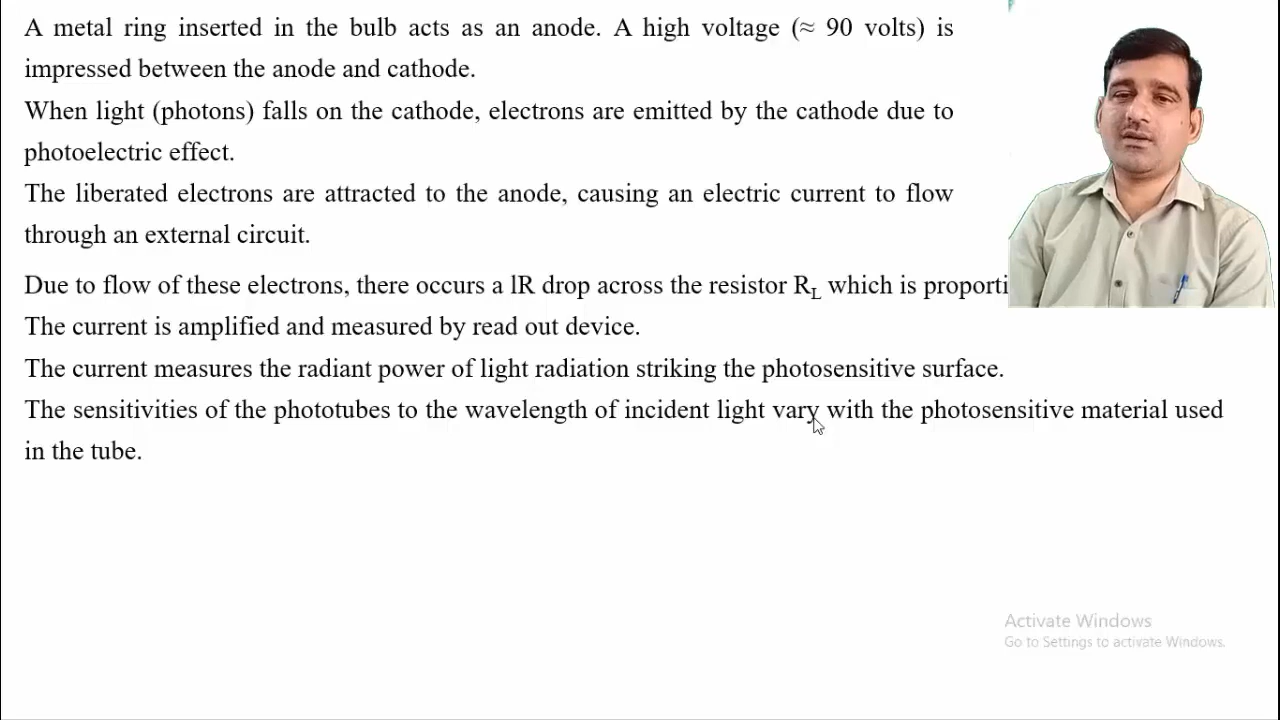 A metal ring inserted in the bulb acts as an anode. A high voltage (≈ 90 volts) is
impressed between the anode and cathode.
When light (photons) falls on the cathode, electrons are emitted by the cathode due to
photoelectric effect.
The liberated electrons are attracted to the anode, causing an electric current to flow
through an external circuit.
Due to flow of these electrons, there occurs a lR drop across the resistor R_L which is proporti
The current is amplified and measured by read out device.
The current measures the radiant power of light radiation striking the photosensitive surface.
The sensitivities of the phototubes to the wavelength of incident light vary with the photosensitive material used
in the tube.
Activate Windows
Go to Settings to activate Windows.